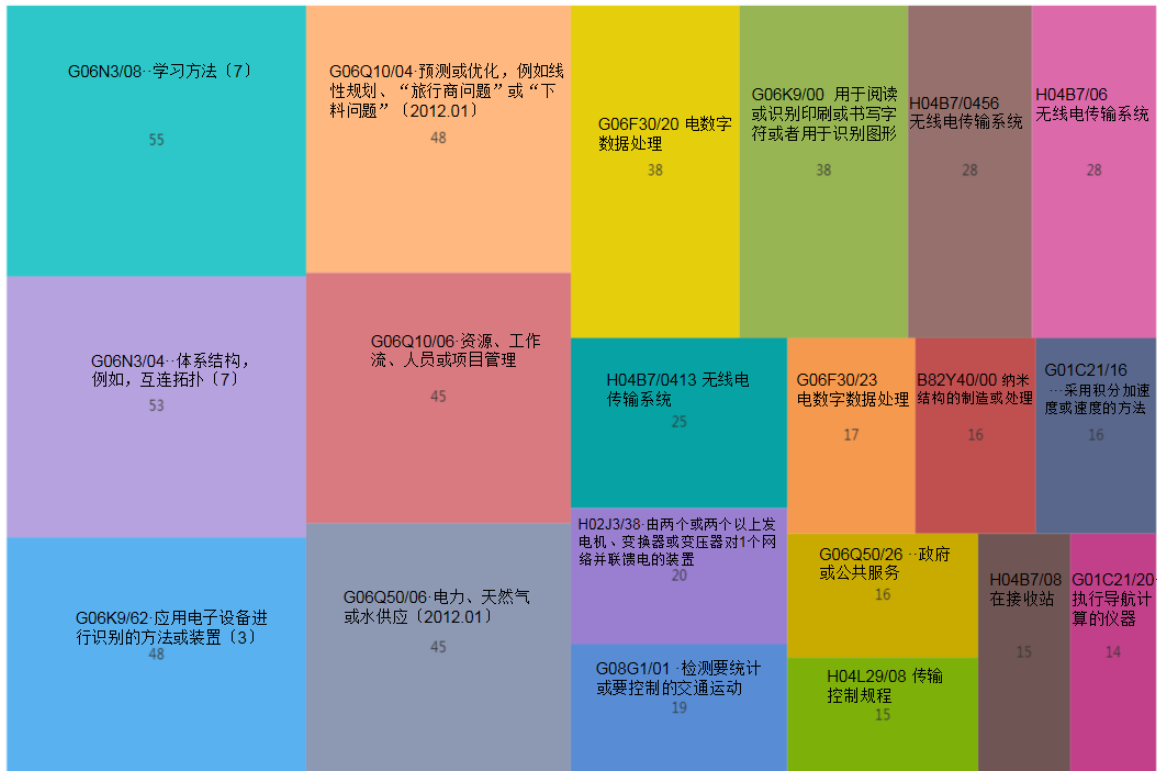 G06N3/08··学习方法〔7〕
55
G06Q10/04·预测或优化，例如线
性规划、“旅行商问题”或“下
料问题”〔2012.01〕
48
G06F30/20 电数字
数据处理
38
G06K9/00 用于阅读
或识别印刷或书写字
符或者用于识别图形
38
H04B7/0456
无线电传输系统
28
H04B7/06
无线电传输系统
28
G06N3/04··体系结构，
例如，互连拓扑〔7〕
53
G06Q10/06·资源、工作
流、人员或项目管理
45
H04B7/0413 无线电
传输系统
25
G06F30/23
电数字数据处理
17
B82Y40/00 纳米
结构的制造或处理
16
G01C21/16
···采用积分加速
度或速度的方法
16
H02J3/38·由两个或两个以上发
电机、变换器或变压器对1个网
络并联馈电的装置
20
G06Q50/26 ··政府
或公共服务
16
H04B7/08
在接收站
15
G01C21/20·
执行导航计
算的仪器
14
G06K9/62·应用电子设备进
行识别的方法或装置〔3〕
48
G06Q50/06·电力、天然气
或水供应〔2012.01〕
45
G08G1/01 ·检测要统计
或要控制的交通运动
19
H04L29/08 传输
控制规程
15